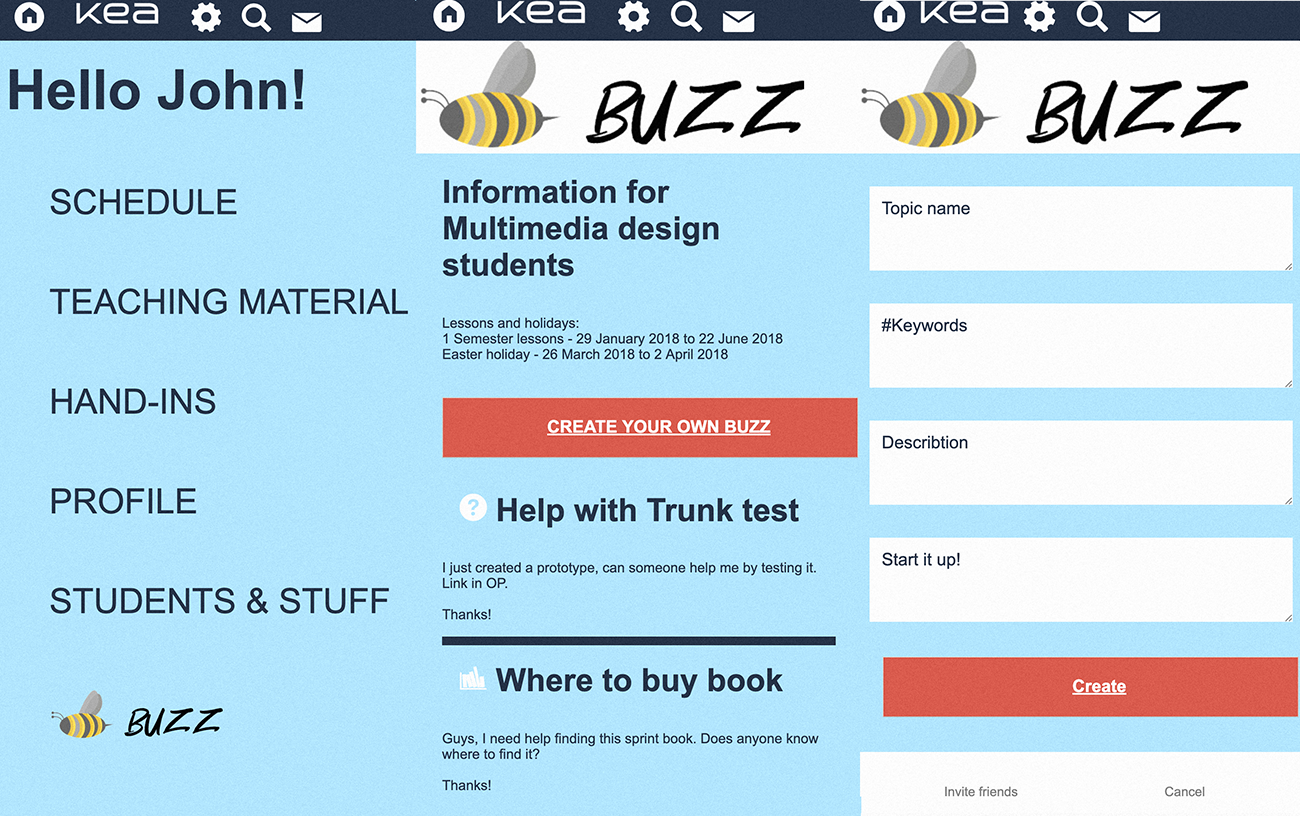 kea
Hello John!
SCHEDULE
TEACHING MATERIAL
HAND-INS
PROFILE
STUDENTS & STUFF
BUZZ
kea
BUZZ
Information for
Multimedia design
students
Lessons and holidays:
1 Semester lessons - 29 January 2018 to 22 June 2018
Easter holiday - 26 March 2018 to 2 April 2018
CREATE YOUR OWN BUZZ
? Help with Trunk test
I just created a prototype, can someone help me by testing it.
Link in OP.
Thanks!
Where to buy book
Guys, I need help finding this sprint book. Does anyone know
where to find it?
Thanks!
kea
BUZZ
Topic name
#Keywords
Describtion
Start it up!
Create
Invite friends Cancel